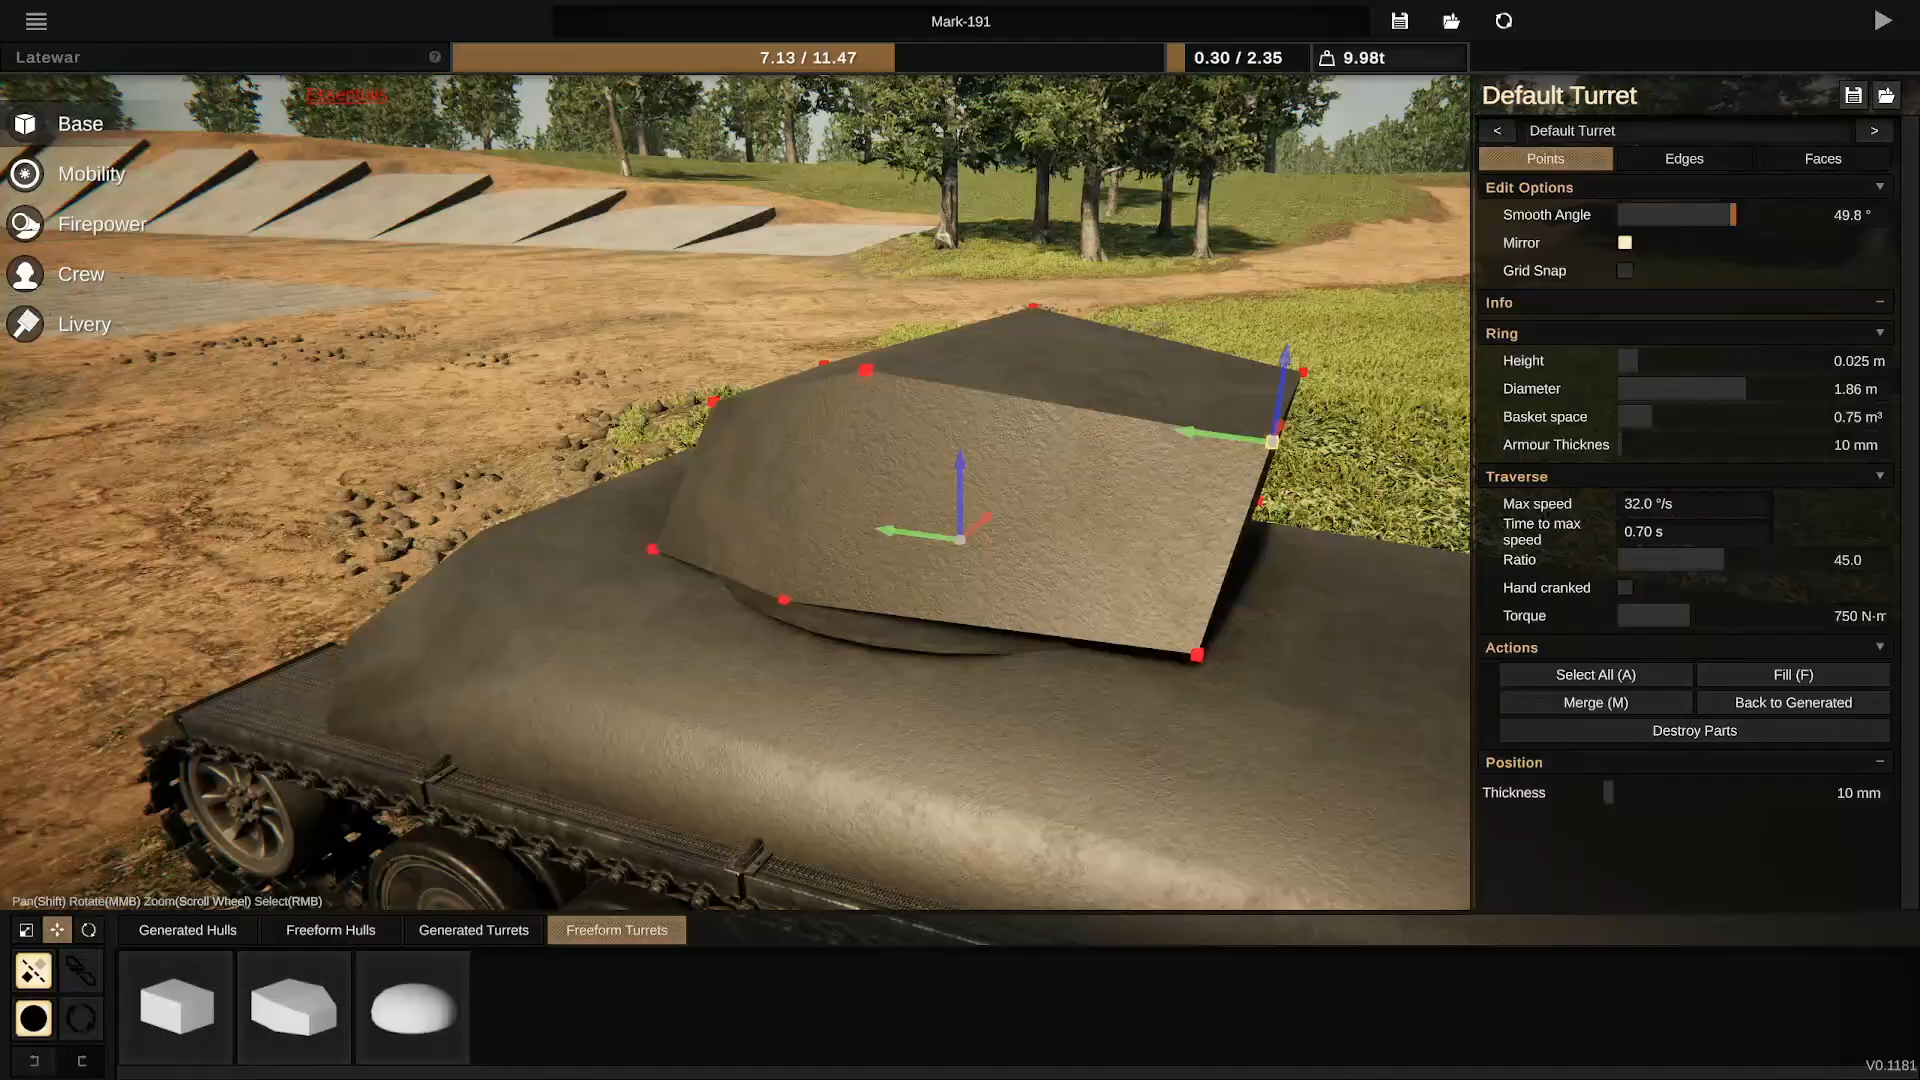 Mark-191
Latewar
?
7.13 / 11.47
0.30 / 2.35
9.98t
Essentials
Base
Mobility
Firepower
Crew
Livery
Default Turret
<
Default Turret
>
Points
Edges
Faces
Edit Options
Smooth Angle
49.8 °
Mirror
Grid Snap
Info
Ring
Height
0.025 m
Diameter
1.86 m
Basket space
0.75 m³
Armour Thicknes
10 mm
Traverse
Max speed
32.0 °/s
Time to max speed
0.70 s
Ratio
45.0
Hand cranked
Torque
750 N·m
Actions
Select All (A)
Fill (F)
Merge (M)
Back to Generated
Destroy Parts
Position
Thickness
10 mm
Pan(Shift) Rotate(MMB) Zoom(Scroll Wheel) Select(RMB)
Generated Hulls
Freeform Hulls
Generated Turrets
Freeform Turrets
V0.1181